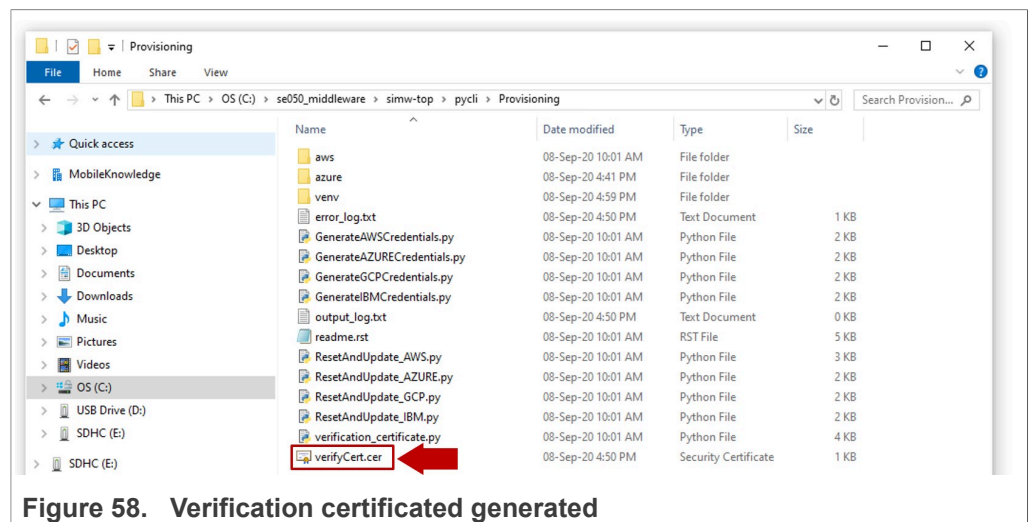 Provisioning
File Home Share View
This PC > OS (C:) > se050_middleware > simw-top > pycli > Provisioning
Search Provision...
Name Date modified Type Size
Quick access
MobileKnowledge
This PC
3D Objects
Desktop
Documents
Downloads
Music
Pictures
Videos
OS (C:)
USB Drive (D:)
SDHC (E:)
SDHC (E:)
aws 08-Sep-20 10:01 AM File folder
azure 08-Sep-20 4:41 PM File folder
venv 08-Sep-20 4:59 PM File folder
error_log.txt 08-Sep-20 4:50 PM Text Document 1 KB
GenerateAWSCredentials.py 08-Sep-20 10:01 AM Python File 2 KB
GenerateAZURECredentials.py 08-Sep-20 10:01 AM Python File 2 KB
GenerateGCPCredentials.py 08-Sep-20 10:01 AM Python File 2 KB
GenerateIBMCredentials.py 08-Sep-20 10:01 AM Python File 2 KB
output_log.txt 08-Sep-20 4:50 PM Text Document 0 KB
readme.rst 08-Sep-20 10:01 AM RST File 5 KB
ResetAndUpdate_AWS.py 08-Sep-20 10:01 AM Python File 3 KB
ResetAndUpdate_AZURE.py 08-Sep-20 10:01 AM Python File 2 KB
ResetAndUpdate_GCP.py 08-Sep-20 10:01 AM Python File 2 KB
ResetAndUpdate_IBM.py 08-Sep-20 10:01 AM Python File 2 KB
verification_certificate.py 08-Sep-20 10:01 AM Python File 4 KB
verifyCert.cer 08-Sep-20 4:50 PM Security Certificate 1 KB
Figure 58. Verification certificated generated